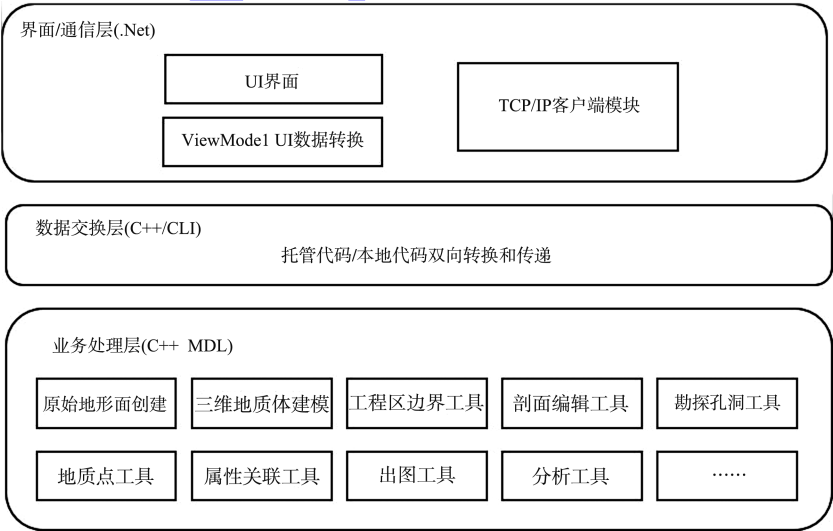 界面/通信层(.Net)
UI界面
TCP/IP客户端模块
ViewMode1 UI数据转换
数据交换层(C++/CLI)
托管代码/本地代码双向转换和传递
业务处理层(C++ MDL)
原始地形面创建
三维地质体建模
工程区边界工具
剖面编辑工具
勘探孔洞工具
地质点工具
属性关联工具
出图工具
分析工具
……